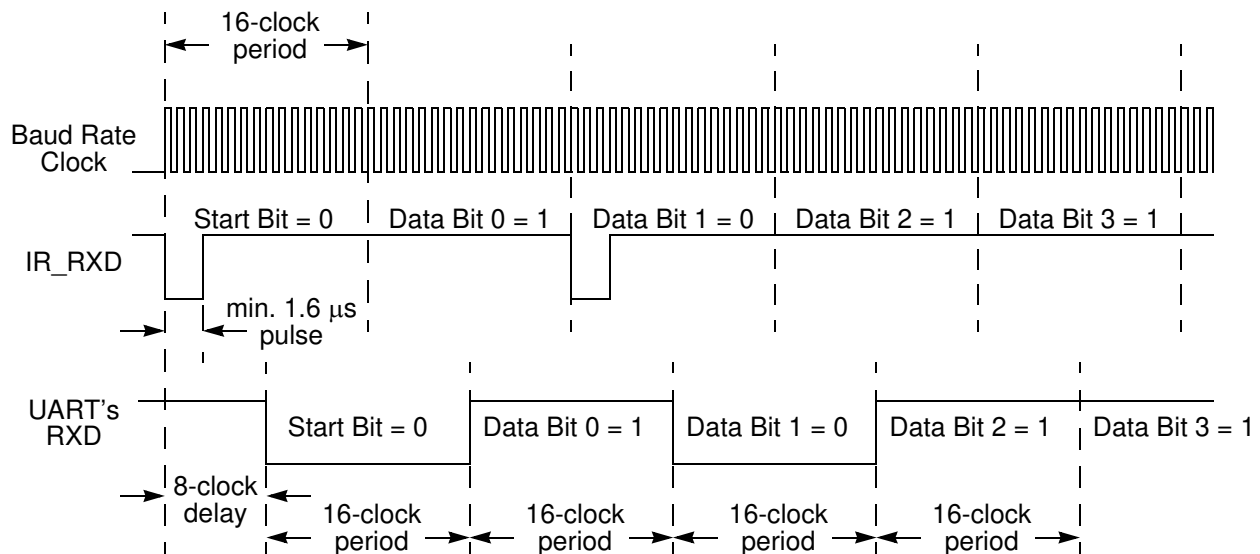 16-clock
period
Baud Rate
Clock
Start Bit = 0
Data Bit 0 = 1
Data Bit 1 = 0
Data Bit 2 = 1
Data Bit 3 = 1
IR_RXD
min. 1.6 μs
pulse
UART's
RXD
Start Bit = 0
Data Bit 0 = 1
Data Bit 1 = 0
Data Bit 2 = 1
Data Bit 3 = 1
8-clock
delay
16-clock
period
16-clock
period
16-clock
period
16-clock
period